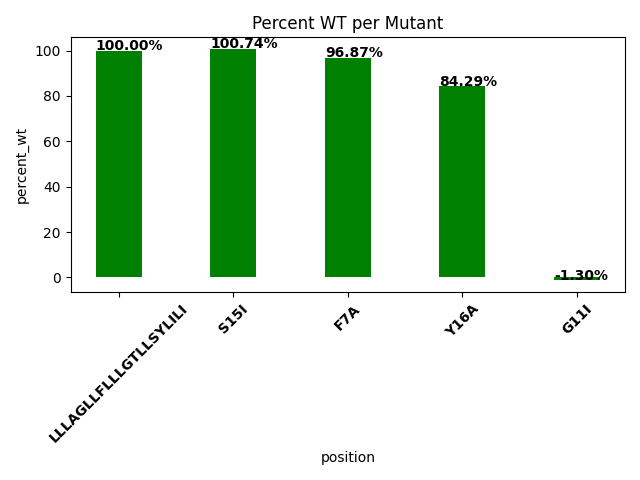 Percent WT per Mutant
percent_wt
100
80
60
40
20
0
100.00%
100.74%
96.87%
84.29%
-1.30%
LLLAGLLFLLLGTLLSYLILI
S15I
F7A
Y16A
G11I
position